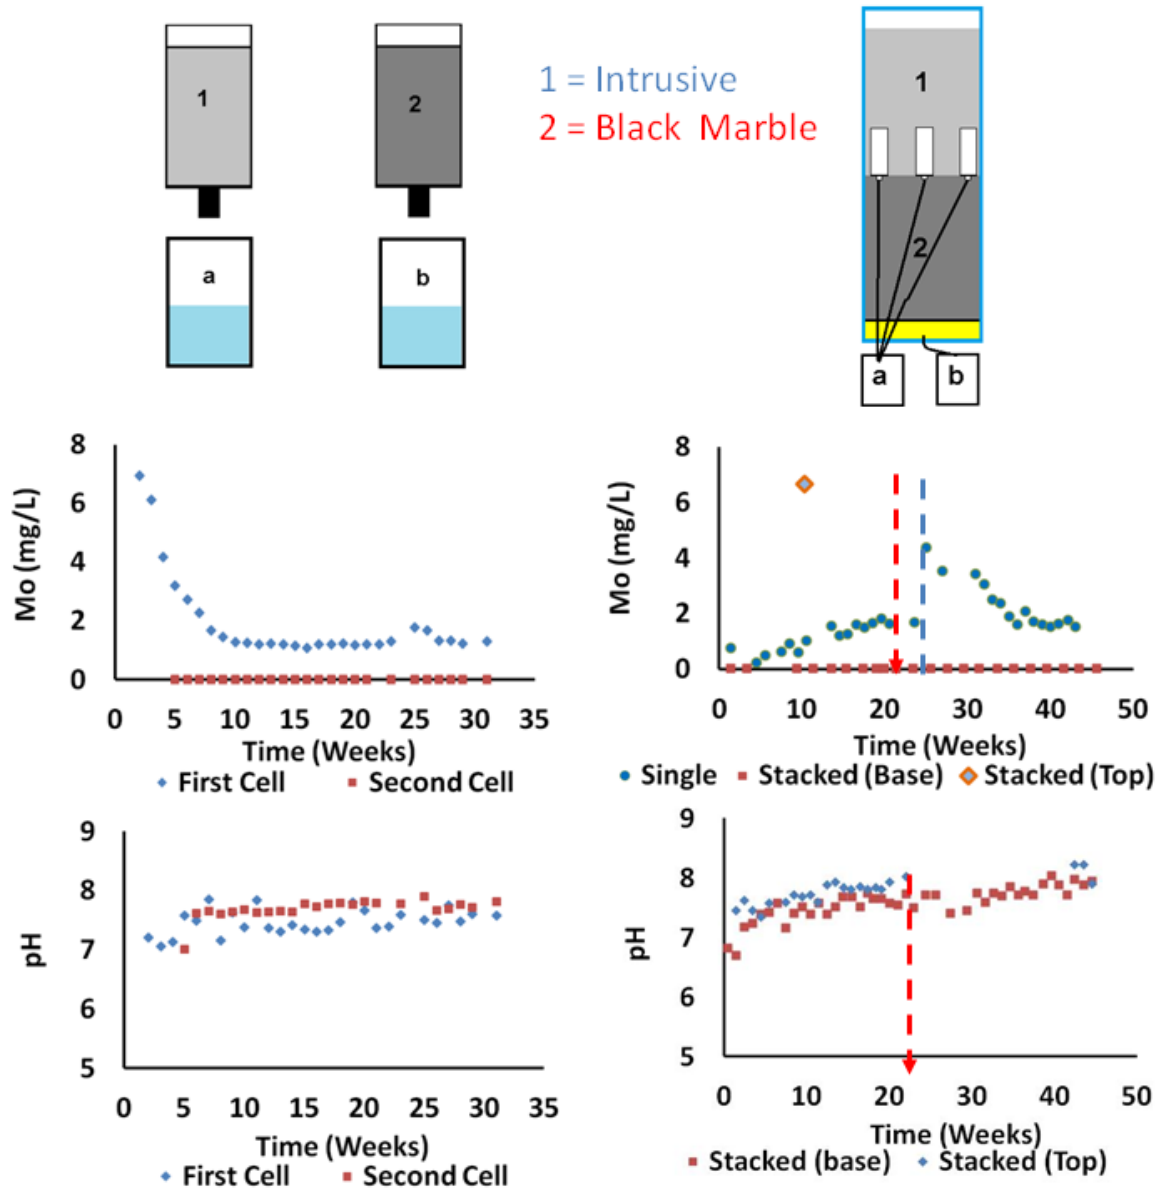 1
2
1 = Intrusive
2 = Black Marble
1
2
a
b
a
b
Mo (mg/L)
8
6
4
2
0
0 5 10 15 20 25 30 35
Time (Weeks)
First Cell Second Cell
Mo (mg/L)
8
6
4
2
0
0 10 20 30 40 50
Time (Weeks)
Single Stacked (Base) Stacked (Top)
pH
9
8
7
6
5
0 5 10 15 20 25 30 35
Time (Weeks)
First Cell Second Cell
pH
9
8
7
6
5
0 10 20 30 40 50
Time (Weeks)
Stacked (base) Stacked (Top)